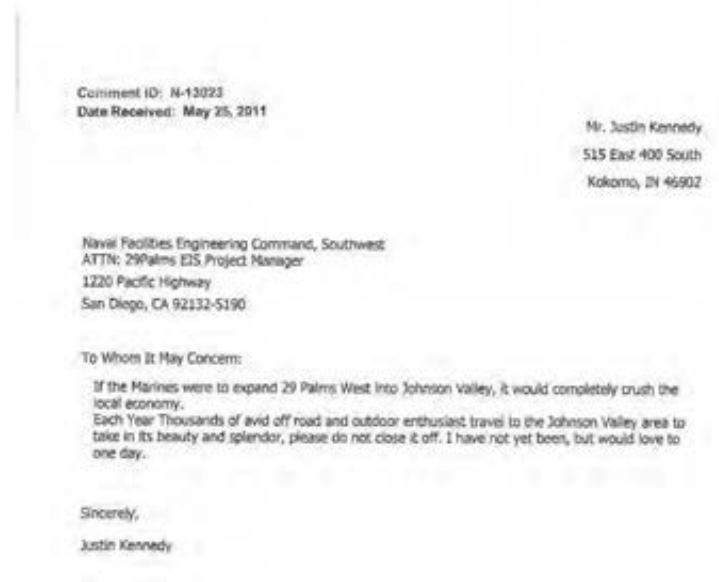 Comment ID: N-13023
Date Received: May 25, 2011
Mr. Justin Kennedy
515 East 400 South
Kokomo, IN 46902
Naval Facilities Engineering Command, Southwest
ATTN: 29Palms EIS Project Manager
1220 Pacific Highway
San Diego, CA 92132-5190
To Whom It May Concern:
If the Marines were to expand 29 Palms West into Johnson Valley, it would completely crush the
local economy.
Each Year Thousands of avid off road and outdoor enthusiast travel to the Johnson Valley area to
take in its beauty and splendor, please do not close it off. I have not yet been, but would love to
one day.
Sincerely,
Justin Kennedy